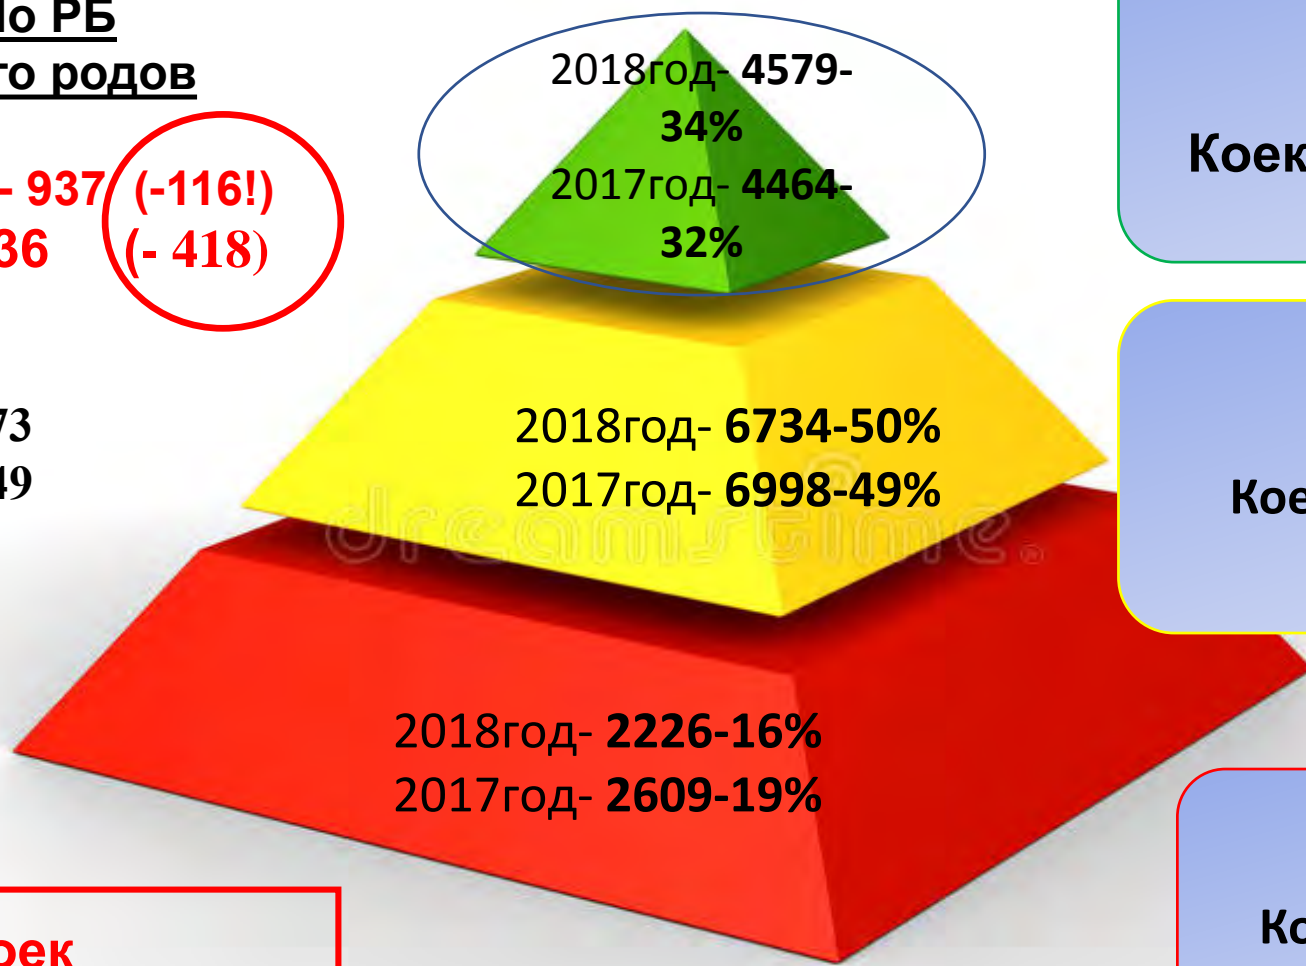 По РБ
го родов
- 937 (-116!)
36 (- 418)
73
49
2018год- 4579-
34%
2017год- 4464-
32%
2018год- 6734-50%
2017год- 6998-49%
dreamstime.
2018год- 2226-16%
2017год- 2609-19%
Коек
Кое
Ко
оек